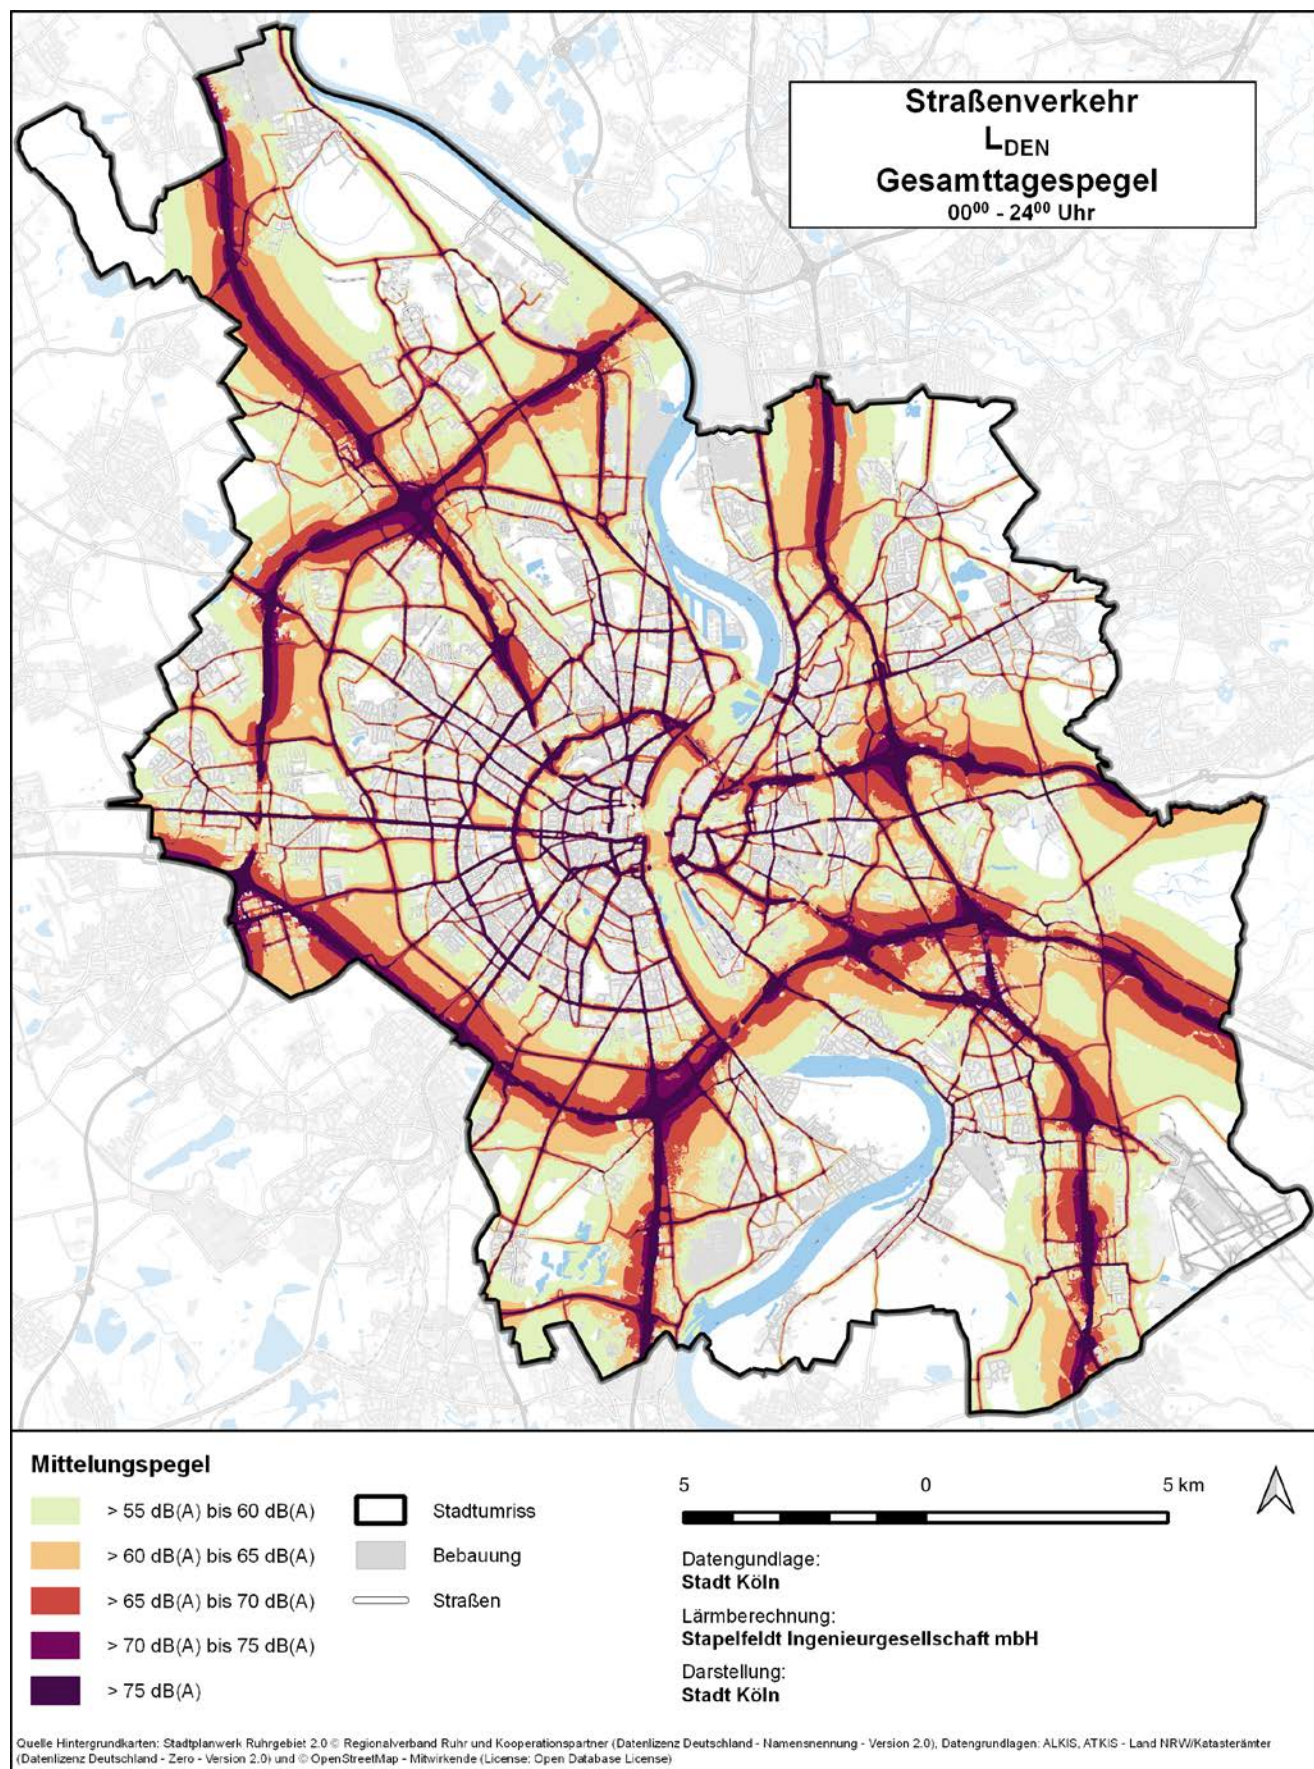 Straßenverkehr
LDEN
Gesamttagespegel
00⁰⁰ - 24⁰⁰ Uhr
Mittelungspegel
> 55 dB(A) bis 60 dB(A)
> 60 dB(A) bis 65 dB(A)
> 65 dB(A) bis 70 dB(A)
> 70 dB(A) bis 75 dB(A)
> 75 dB(A)
Stadtumriss
Bebauung
Straßen
5 0 5 km
Datengundlage:
Stadt Köln
Lärmberechnung:
Stapelfeldt Ingenieurgesellschaft mbH
Darstellung:
Stadt Köln
Quelle Hintergrundkarten: Stadtplanwerk Ruhrgebiet 2.0 © Regionalverband Ruhr und Kooperationspartner (Datenlizenz Deutschland - Namensnennung - Version 2.0), Datengrundlagen: ALKIS, ATKIS - Land NRW/Katasterämter
(Datenlizenz Deutschland - Zero - Version 2.0) und © OpenStreetMap - Mitwirkende (License: Open Database License)